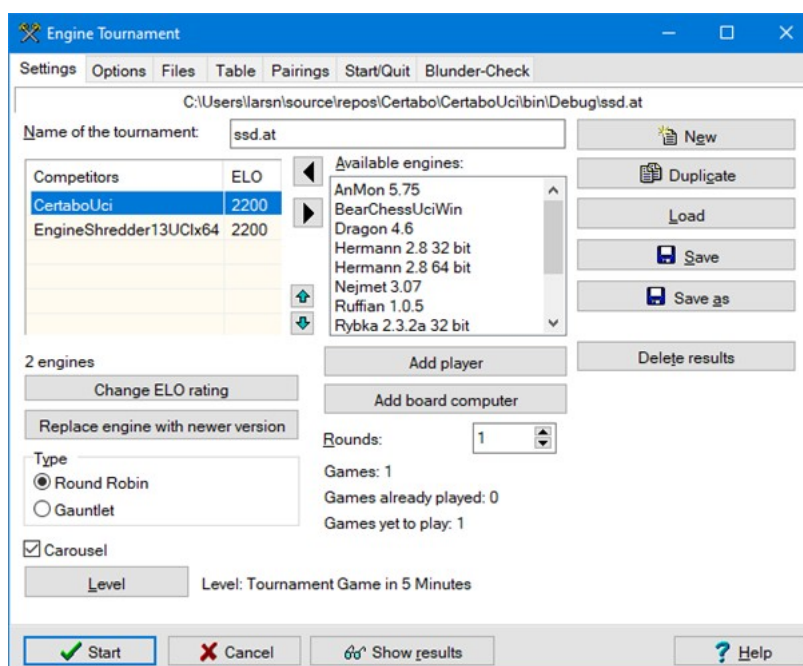 Engine Tournament
Settings Options Files Table Pairings Start/Quit Blunder-Check
C:\Users\larsn\source\repos\Certabo\CertaboUci\bin\Debug\ssd.at
Name of the tournament: ssd.at
New
Duplicate
Load
Save
Save as
Delete results
Competitors ELO
CertaboUci 2200
EngineShredder13UCIx64 2200
Available engines:
AnMon 5.75
BearChessUciWin
Dragon 4.6
Hermann 2.8 32 bit
Hermann 2.8 64 bit
Nejmet 3.07
Ruffian 1.0.5
Rybka 2.3.2a 32 bit
2 engines
Change ELO rating
Replace engine with newer version
Add player
Add board computer
Rounds: 1
Type
Round Robin
Gauntlet
Games: 1
Games already played: 0
Games yet to play: 1
Carousel
Level Level: Tournament Game in 5 Minutes
Start Cancel Show results Help